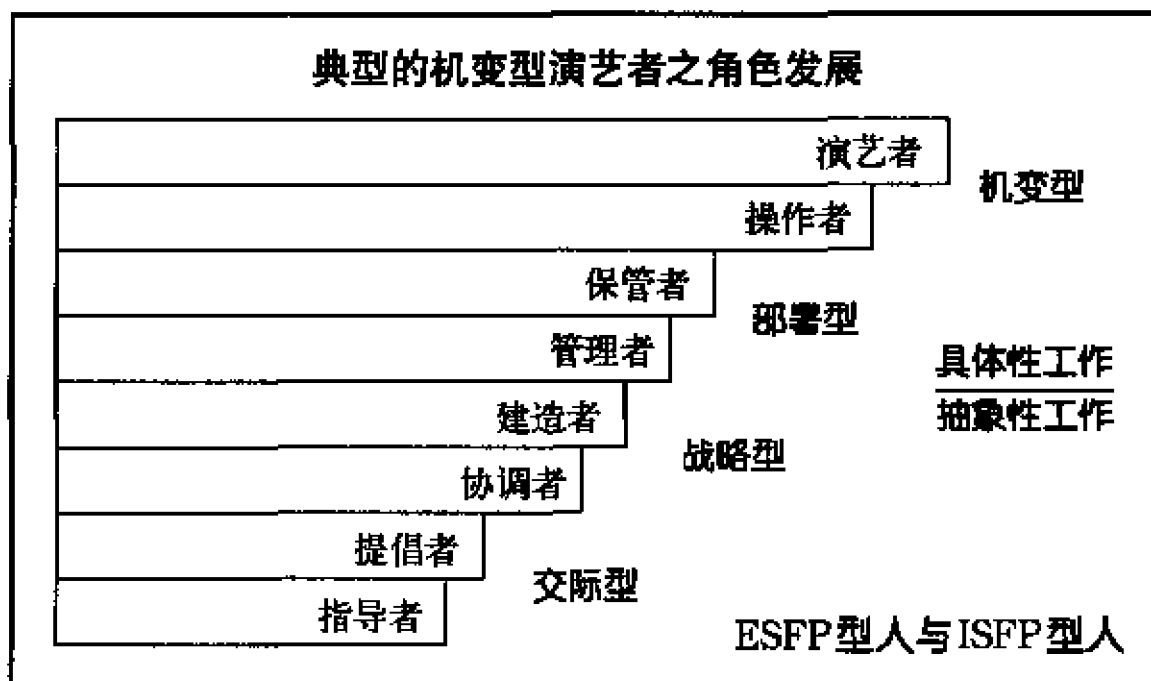 典型的机变型演艺者之角色发展
演艺者
机变型
操作者
保管者
部署型
管理者
具体性工作
抽象性工作
建造者
战略型
协调者
提倡者
交际型
指导者
ESFP型人与ISFP型人